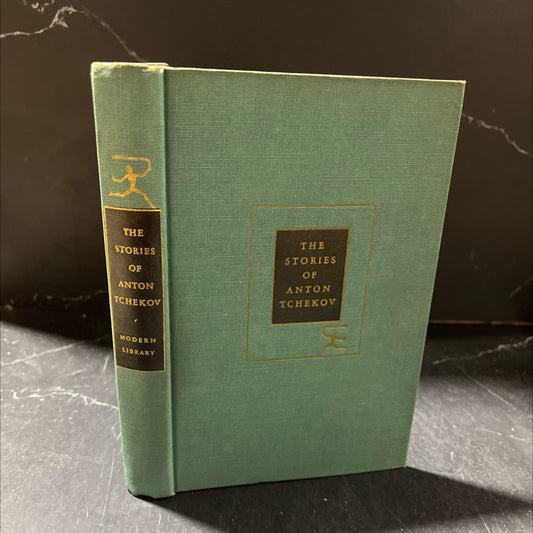 THE
STORIES
OF
ANTON
TCHEKOV
MODERN
LIBRARY
THE
STORIES
OF
ANTON
TCHEKOV